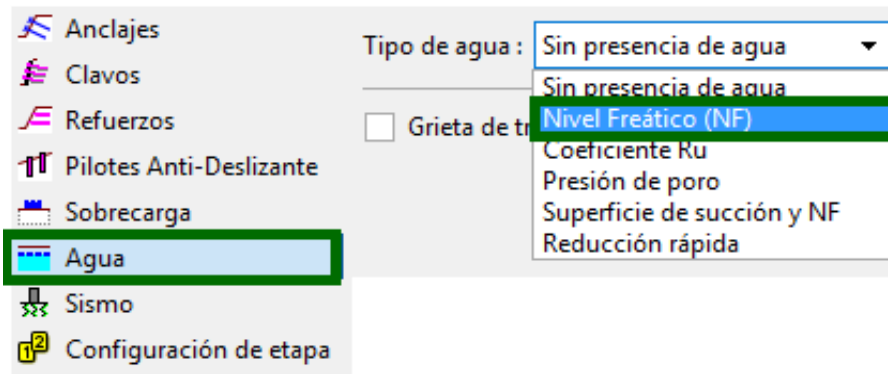 Anclajes
Clavos
Refuerzos
Pilotes Anti-Deslizante
Sobrecarga
Agua
Sismo
Configuración de etapa
Tipo de agua : Sin presencia de agua
Sin presencia de agua
Nivel Freático (NF)
Grieta de
Coeficiente Ru
Presión de poro
Superficie de succión y NF
Reducción rápida